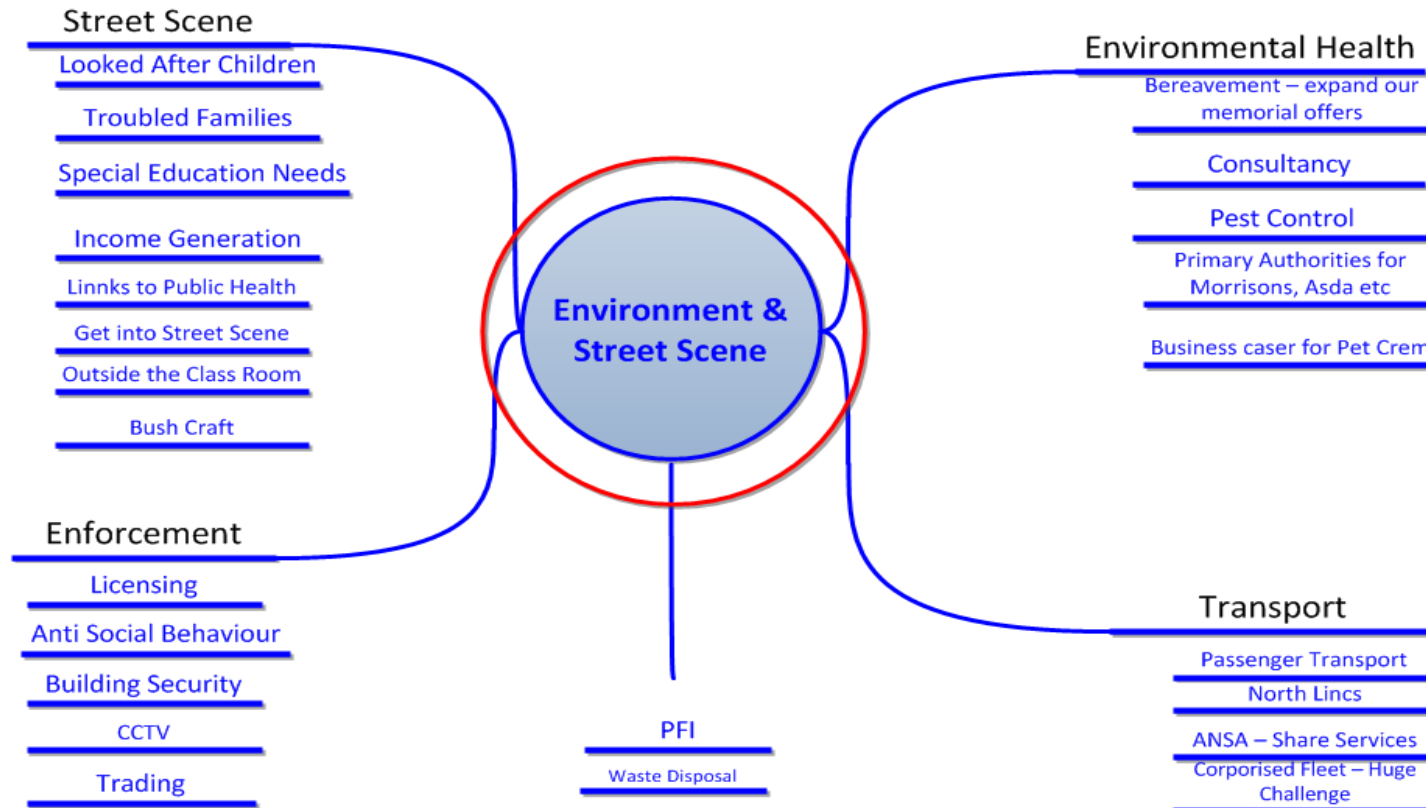 Street Scene
Looked After Children
Troubled Families
Special Education Needs
Income Generation
Linnks to Public Health
Get into Street Scene
Outside the Class Room
Bush Craft
Enforcement
Licensing
Anti Social Behaviour
Building Security
CCTV
Trading
Environment &
Street Scene
PFI
Waste Disposal
Environmental Health
Bereavement – expand our
memorial offers
Consultancy
Pest Control
Primary Authorities for
Morrisons, Asda etc
Business caser for Pet Crem
Transport
Passenger Transport
North Lincs
ANSA – Share Services
Corporised Fleet – Huge
Challenge